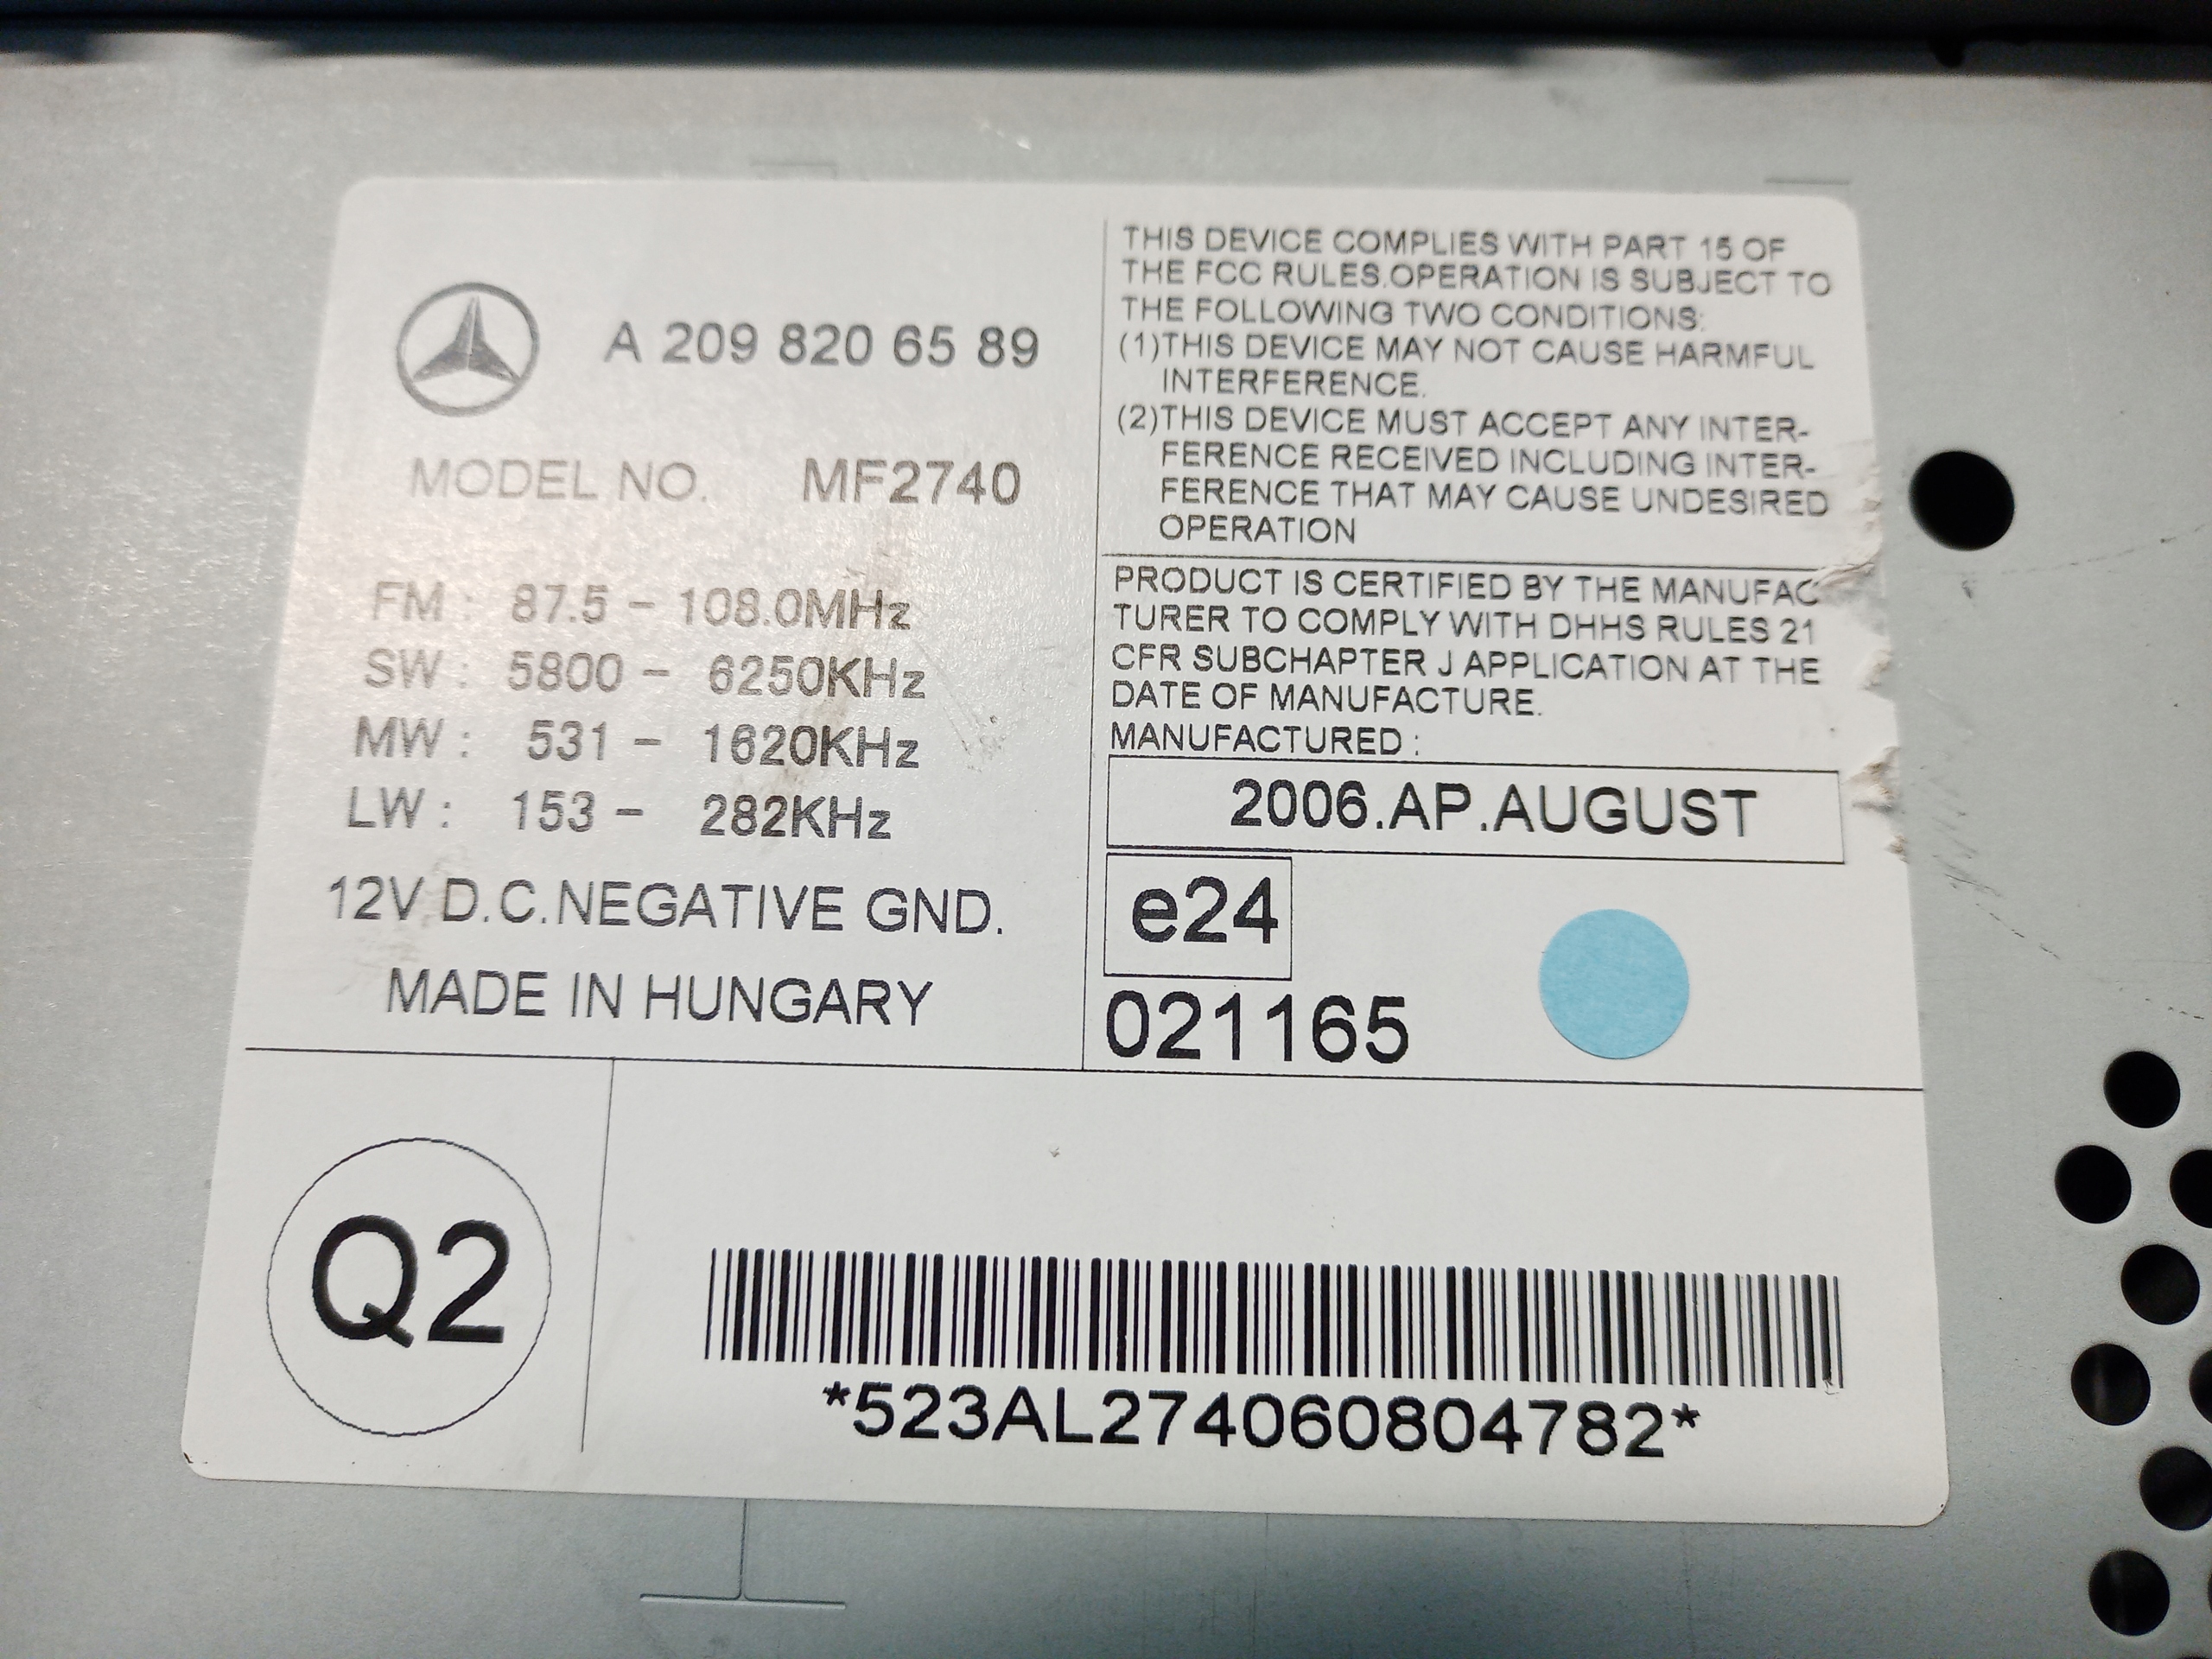 A 209 820 65 89
MODEL NO. MF2740
FM : 87.5 - 108.0MHz
SW : 5800 - 6250KHz
MW : 531 - 1620KHz
LW : 153 - 282KHz
12V D.C.NEGATIVE GND.
MADE IN HUNGARY
THIS DEVICE COMPLIES WITH PART 15 OF
THE FCC RULES.OPERATION IS SUBJECT TO
THE FOLLOWING TWO CONDITIONS:
(1)THIS DEVICE MAY NOT CAUSE HARMFUL
INTERFERENCE.
(2)THIS DEVICE MUST ACCEPT ANY INTER-
FERENCE RECEIVED INCLUDING INTER-
FERENCE THAT MAY CAUSE UNDESIRED
OPERATION
PRODUCT IS CERTIFIED BY THE MANUFAC
TURER TO COMPLY WITH DHHS RULES 21
CFR SUBCHAPTER J APPLICATION AT THE
DATE OF MANUFACTURE.
MANUFACTURED :
2006.AP.AUGUST
e24
021165
Q2
*523AL274060804782*